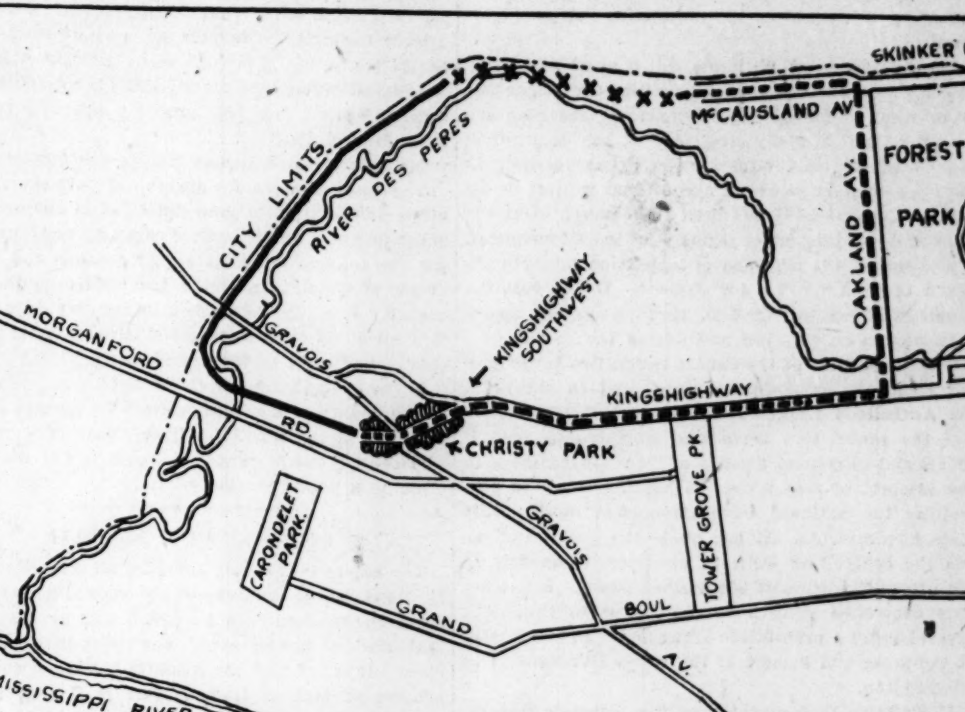 SKINKER
McCAUSLAND AV
FOREST
PARK
OAKLAND AV.
CITY LIMITS
RIVER DES PERES
KINGSHIGHWAY
SOUTHWEST
GRAVOIS
MORGANFORD RD
KINGSHIGHWAY
CHRISTY PARK
TOWER GROVE PK
CARONDELET
PARK.
GRAVOIS
GRAND BOUL
MISSISSIPPI RIVER